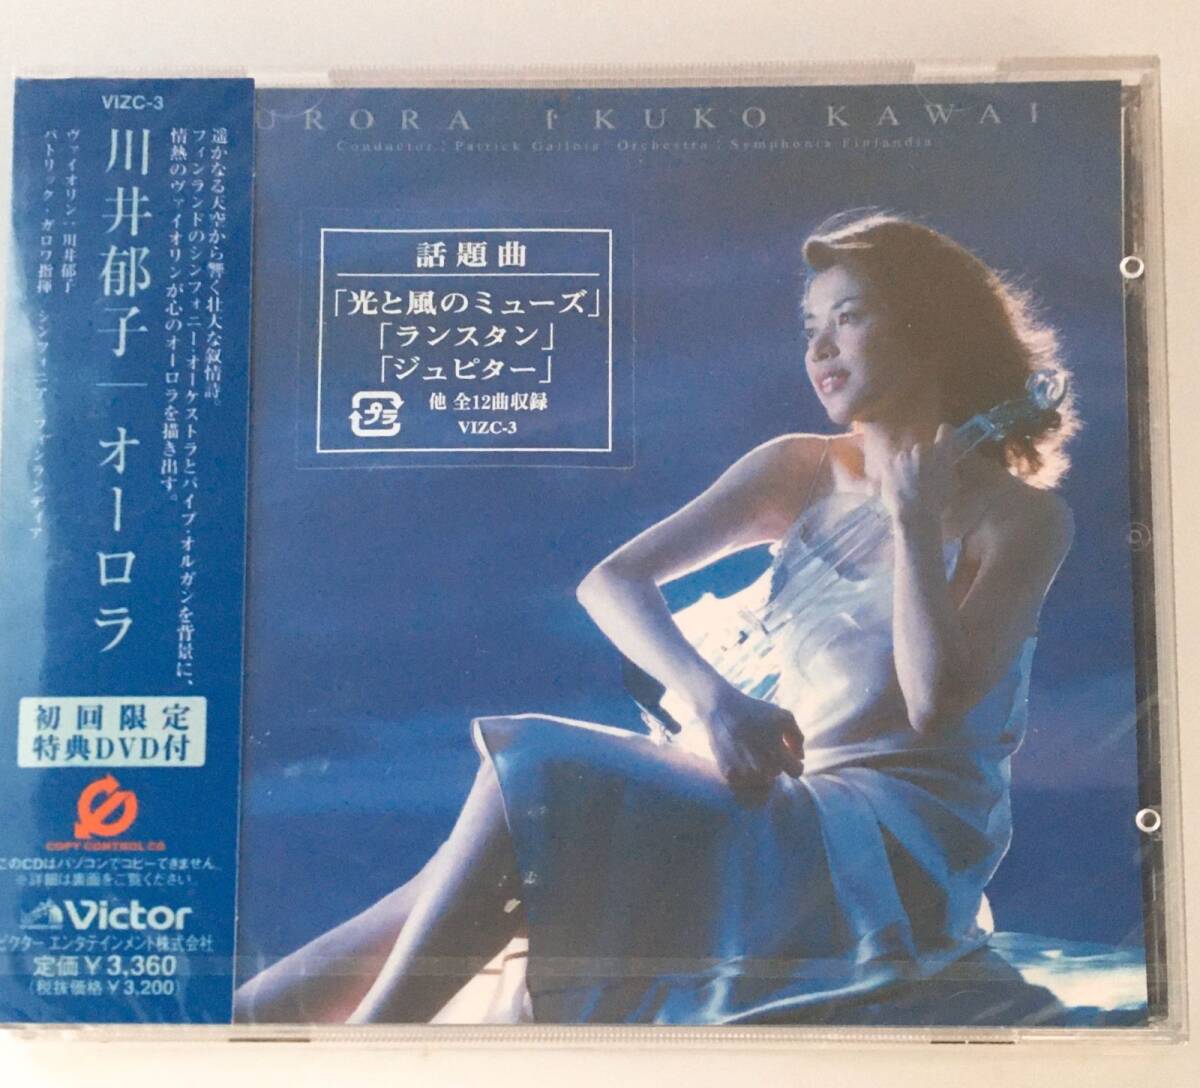 VIZC-3
遥かなる天空から響く壮大な叙情詩。
フィンランドのシンフォニー・オーケストラとパイプ・オルガンを背景に、
情熱のヴァイオリンが心のオーロラを描き出す。
川井郁子｜オーロラ
ヴァイオリン:川井郁子
パトリック・ガロワ指揮 シンフォニア・フィンランディア
初回限定
特典DVD付
COPY CONTROL CD
このCDはパソコンでコピーできません。
※詳細は裏面をご覧ください。
Victor
ビクター エンタテインメント株式会社
定価￥3,360
(税抜価格￥3,200)
URORA IKUKO KAWAI
Conductor : Patrick Gallois Orchestra : Symphonia Finlandia
話題曲
「光と風のミューズ」
「ランスタン」
「ジュピター」
プラ
他 全12曲収録
VIZC-3